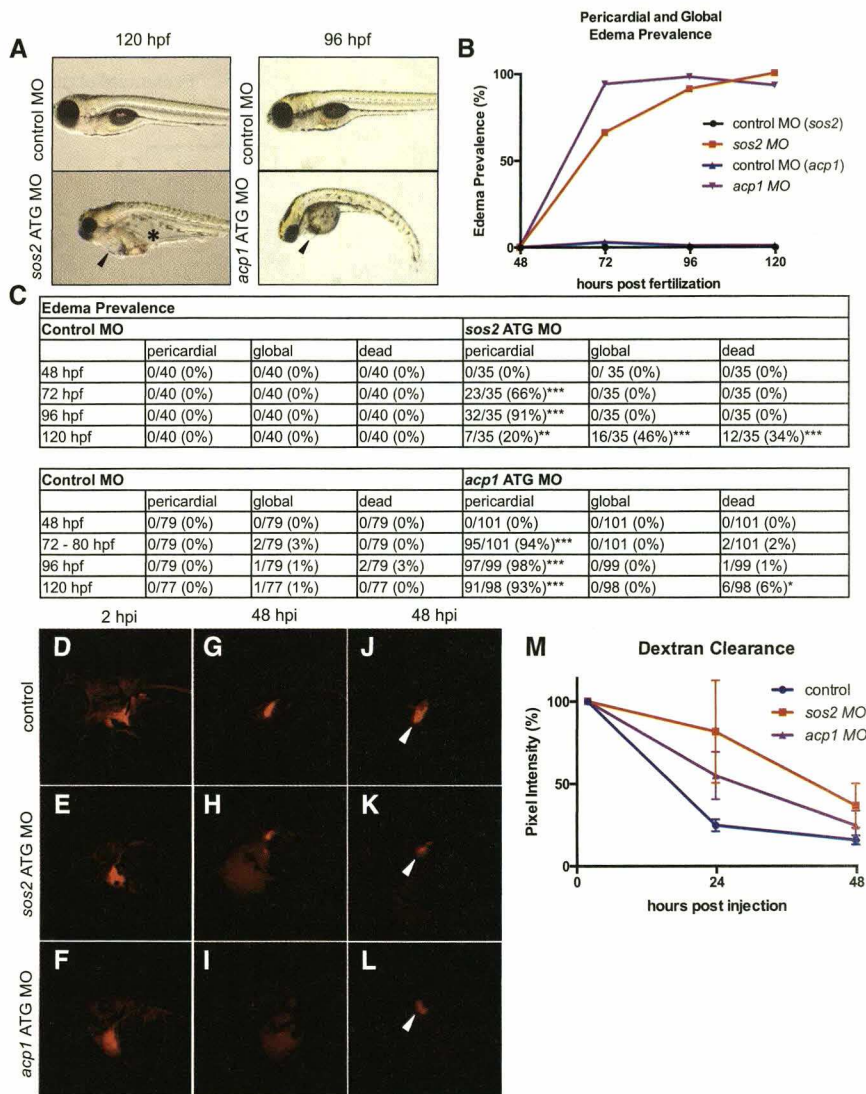 120 hpf
96 hpf
A
control MO
control MO
sos2 ATG MO
*
acp1 ATG MO
B
Pericardial and Global
Edema Prevalence
Edema Prevalence (%)
100
50
0
48
72
96
120
hours post fertilization
control MO (sos2)
sos2 MO
control MO (acp1)
acp1 MO
C
Edema Prevalence
Control MO sos2 ATG MO
pericardial global dead pericardial global dead
48 hpf 0/40 (0%) 0/40 (0%) 0/40 (0%) 0/35 (0%) 0/ 35 (0%) 0/35 (0%)
72 hpf 0/40 (0%) 0/40 (0%) 0/40 (0%) 23/35 (66%)*** 0/35 (0%) 0/35 (0%)
96 hpf 0/40 (0%) 0/40 (0%) 0/40 (0%) 32/35 (91%)*** 0/35 (0%) 0/35 (0%)
120 hpf 0/40 (0%) 0/40 (0%) 0/40 (0%) 7/35 (20%)** 16/35 (46%)*** 12/35 (34%)***
Control MO acp1 ATG MO
pericardial global dead pericardial global dead
48 hpf 0/79 (0%) 0/79 (0%) 0/79 (0%) 0/101 (0%) 0/101 (0%) 0/101 (0%)
72 - 80 hpf 0/79 (0%) 2/79 (3%) 0/79 (0%) 95/101 (94%)*** 0/101 (0%) 2/101 (2%)
96 hpf 0/79 (0%) 1/79 (1%) 2/79 (3%) 97/99 (98%)*** 0/99 (0%) 1/99 (1%)
120 hpf 0/77 (0%) 1/77 (1%) 0/77 (0%) 91/98 (93%)*** 0/98 (0%) 6/98 (6%)*
2 hpi
48 hpi
48 hpi
control
D
G
J
sos2 ATG MO
E
H
K
acp1 ATG MO
F
I
L
M
Dextran Clearance
Pixel Intensity (%)
100
50
0
0
24
48
hours post injection
control
sos2 MO
acp1 MO